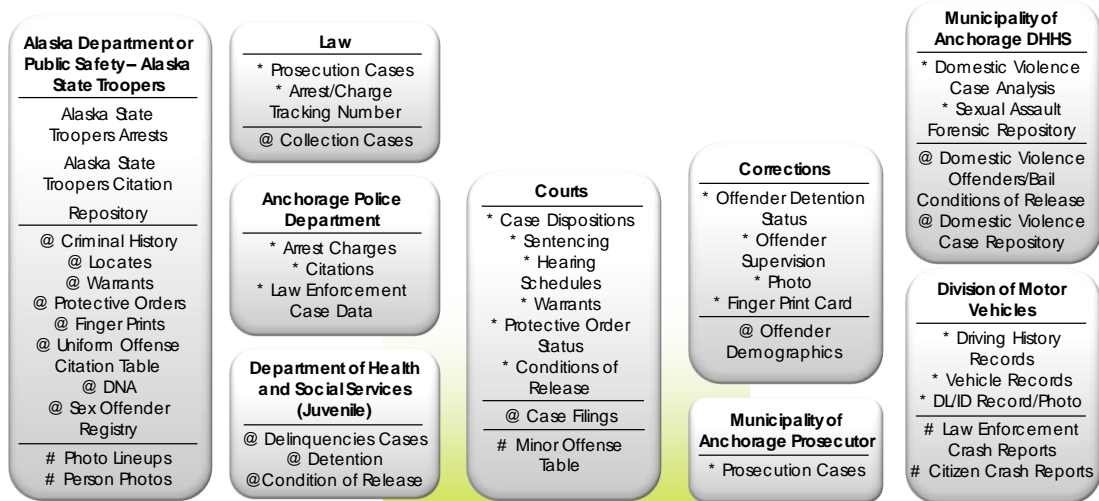 Alaska Department or
Public Safety – Alaska
State Troopers
Alaska State
Troopers Arrests
Alaska State
Troopers Citation
Repository
@ Criminal History
@ Locates
@ Warrants
@ Protective Orders
@ Finger Prints
@ Uniform Offense
Citation Table
@ DNA
@ Sex Offender
Registry
# Photo Lineups
# Person Photos
Law
* Prosecution Cases
* Arrest/Charge
Tracking Number
@ Collection Cases
Anchorage Police
Department
* Arrest Charges
* Citations
* Law Enforcement
Case Data
Department of Health
and Social Services
(Juvenile)
@ Delinquencies Cases
@ Detention
@Condition of Release
Courts
* Case Dispositions
* Sentencing
* Hearing
Schedules
* Warrants
* Protective Order
Status
* Conditions of
Release
@ Case Filings
# Minor Offense
Table
Corrections
* Offender Detention
Status
* Offender
Supervision
* Photo
* Finger Print Card
@ Offender
Demographics
Municipality of
Anchorage Prosecutor
* Prosecution Cases
Municipality of
Anchorage DHHS
* Domestic Violence
Case Analysis
* Sexual Assault
Forensic Repository
@ Domestic Violence
Offenders/Bail
Conditions of Release
@ Domestic Violence
Case Repository
Division of Motor
Vehicles
* Driving History
Records
* Vehicle Records
* DL/ID Record/Photo
# Law Enforcement
Crash Reports
# Citizen Crash Reports